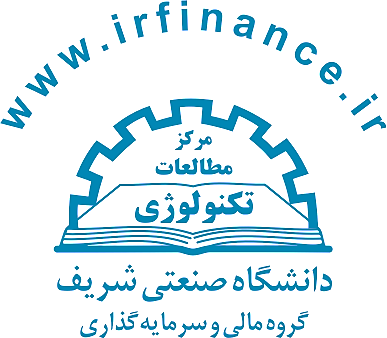 www.irfinance.ir
مرکز
مطالعات
تکنولوژی
دانشگاه صنعتی شریف
گروه مالی و سرمایه گذاری